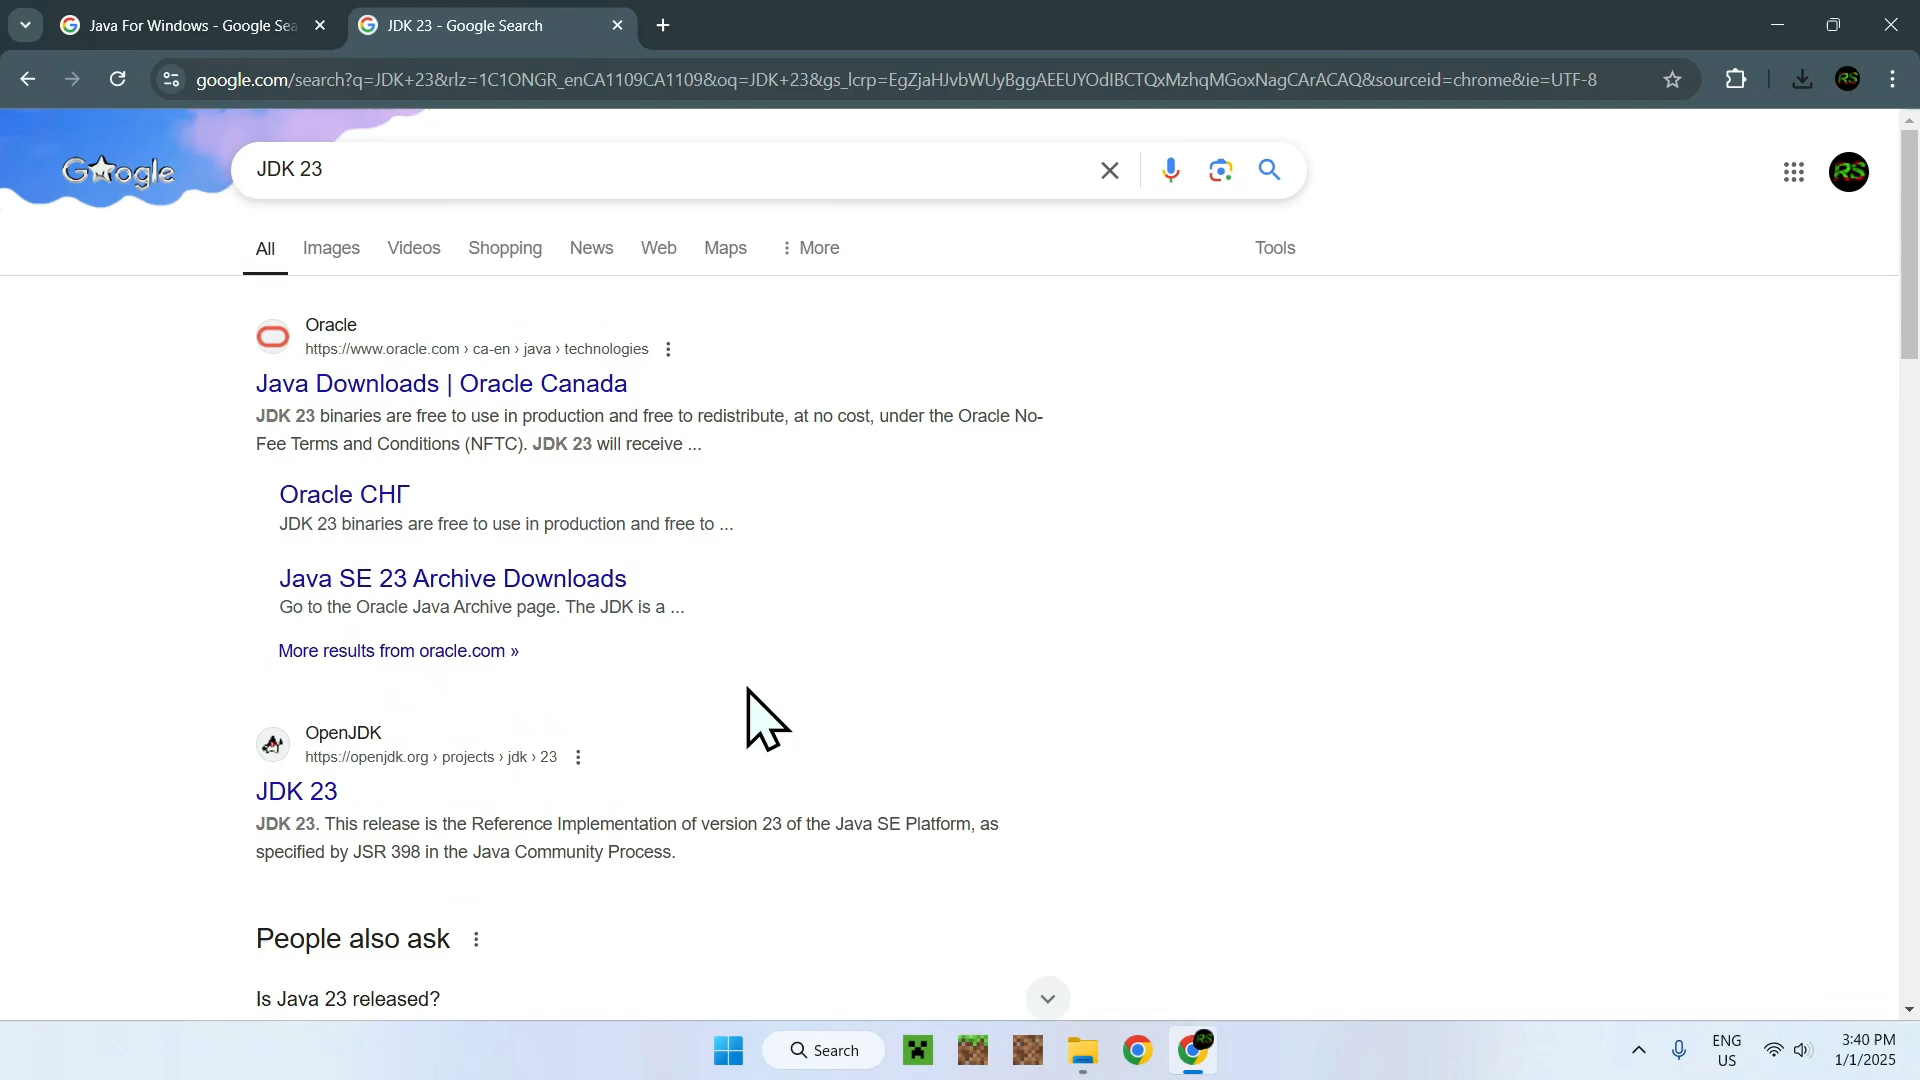 Java For Windows - Google Sea
JDK 23 - Google Search
google.com/search?q=JDK+23&rlz=1C1ONGR_enCA1109CA1109&oq=JDK+23&gs_lcrp=EgZjaHJvbWUyBggAEEUYOdIBCTQxMzhqMGoxNagCArACAQ&sourceid=chrome&ie=UTF-8
RS
Google
JDK 23
RS
All Images Videos Shopping News Web Maps More Tools
Oracle
https://www.oracle.com › ca-en › java › technologies
Java Downloads | Oracle Canada
JDK 23 binaries are free to use in production and free to redistribute, at no cost, under the Oracle No-
Fee Terms and Conditions (NFTC). JDK 23 will receive ...
Oracle СНГ
JDK 23 binaries are free to use in production and free to ...
Java SE 23 Archive Downloads
Go to the Oracle Java Archive page. The JDK is a ...
More results from oracle.com »
OpenJDK
https://openjdk.org › projects › jdk › 23
JDK 23
JDK 23. This release is the Reference Implementation of version 23 of the Java SE Platform, as
specified by JSR 398 in the Java Community Process.
People also ask
Is Java 23 released?
Search
RS
ENG
US
3:40 PM
1/1/2025